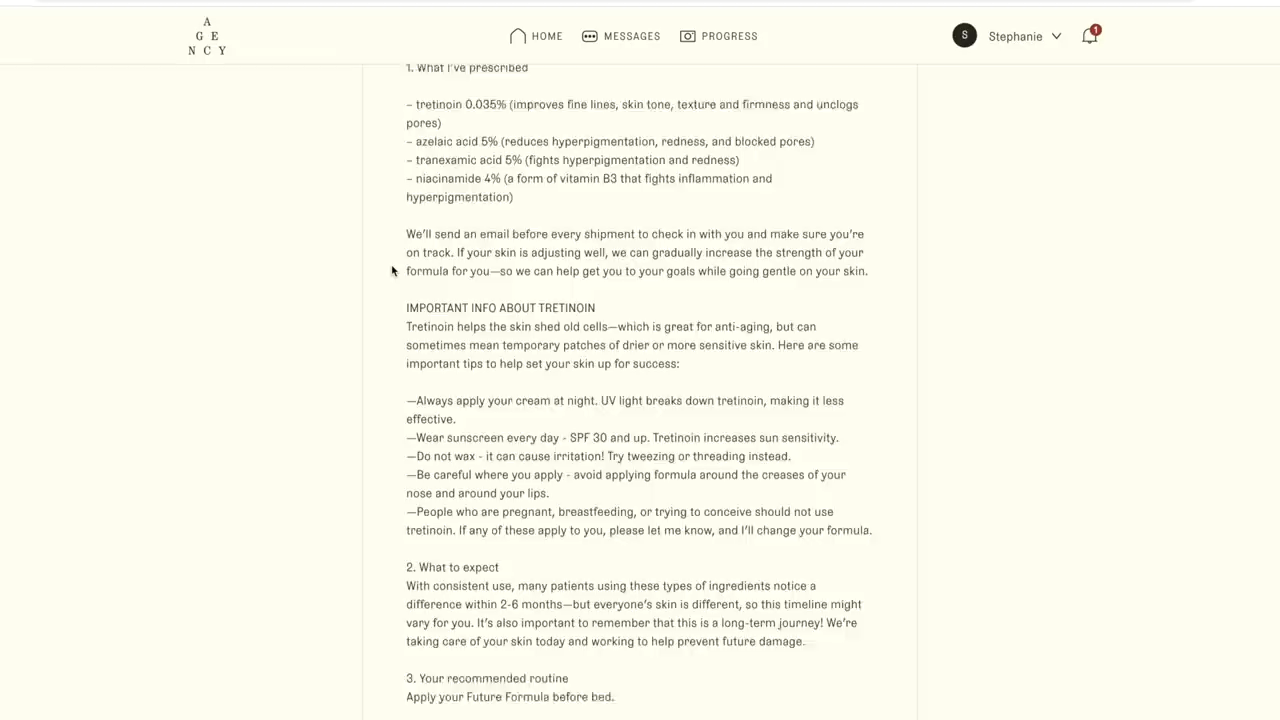 A
G E
N C Y
HOME
MESSAGES
PROGRESS
S
Stephanie
1
1. What I've prescribed
– tretinoin 0.035% (improves fine lines, skin tone, texture and firmness and unclogs
pores)
– azelaic acid 5% (reduces hyperpigmentation, redness, and blocked pores)
– tranexamic acid 5% (fights hyperpigmentation and redness)
– niacinamide 4% (a form of vitamin B3 that fights inflammation and
hyperpigmentation)
We'll send an email before every shipment to check in with you and make sure you're
on track. If your skin is adjusting well, we can gradually increase the strength of your
formula for you—so we can help get you to your goals while going gentle on your skin.
IMPORTANT INFO ABOUT TRETINOIN
Tretinoin helps the skin shed old cells—which is great for anti-aging, but can
sometimes mean temporary patches of drier or more sensitive skin. Here are some
important tips to help set your skin up for success:
—Always apply your cream at night. UV light breaks down tretinoin, making it less
effective.
—Wear sunscreen every day - SPF 30 and up. Tretinoin increases sun sensitivity.
—Do not wax - it can cause irritation! Try tweezing or threading instead.
—Be careful where you apply - avoid applying formula around the creases of your
nose and around your lips.
—People who are pregnant, breastfeeding, or trying to conceive should not use
tretinoin. If any of these apply to you, please let me know, and I'll change your formula.
2. What to expect
With consistent use, many patients using these types of ingredients notice a
difference within 2-6 months—but everyone's skin is different, so this timeline might
vary for you. It's also important to remember that this is a long-term journey! We're
taking care of your skin today and working to help prevent future damage.
3. Your recommended routine
Apply your Future Formula before bed.